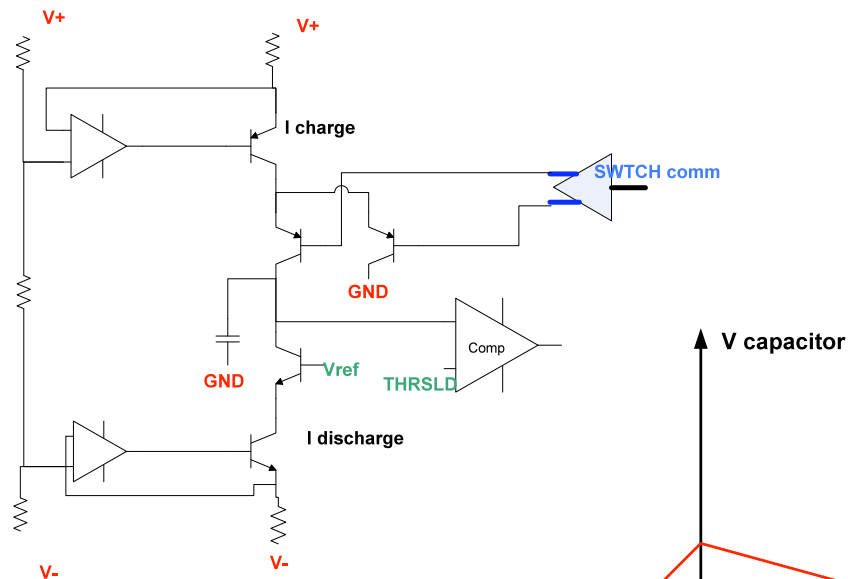 V+
V+
I charge
SWTCH comm
GND
V capacitor
Comp
Vref
GND
THRSLD
I discharge
V-
V-